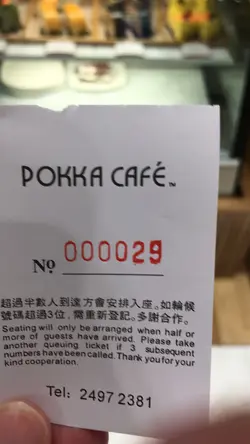 POKKA CAFÉ™
No. 000029
超過半數人到達方會安排入座。如輪候
號碼超過3位，需重新登記。多謝合作。
Seating will only be arranged when half or
more of guests have arrived. Please take
another queuing ticket if 3 subsequent
numbers have been called. Thank you for your
kind cooperation.
Tel: 2497 2381